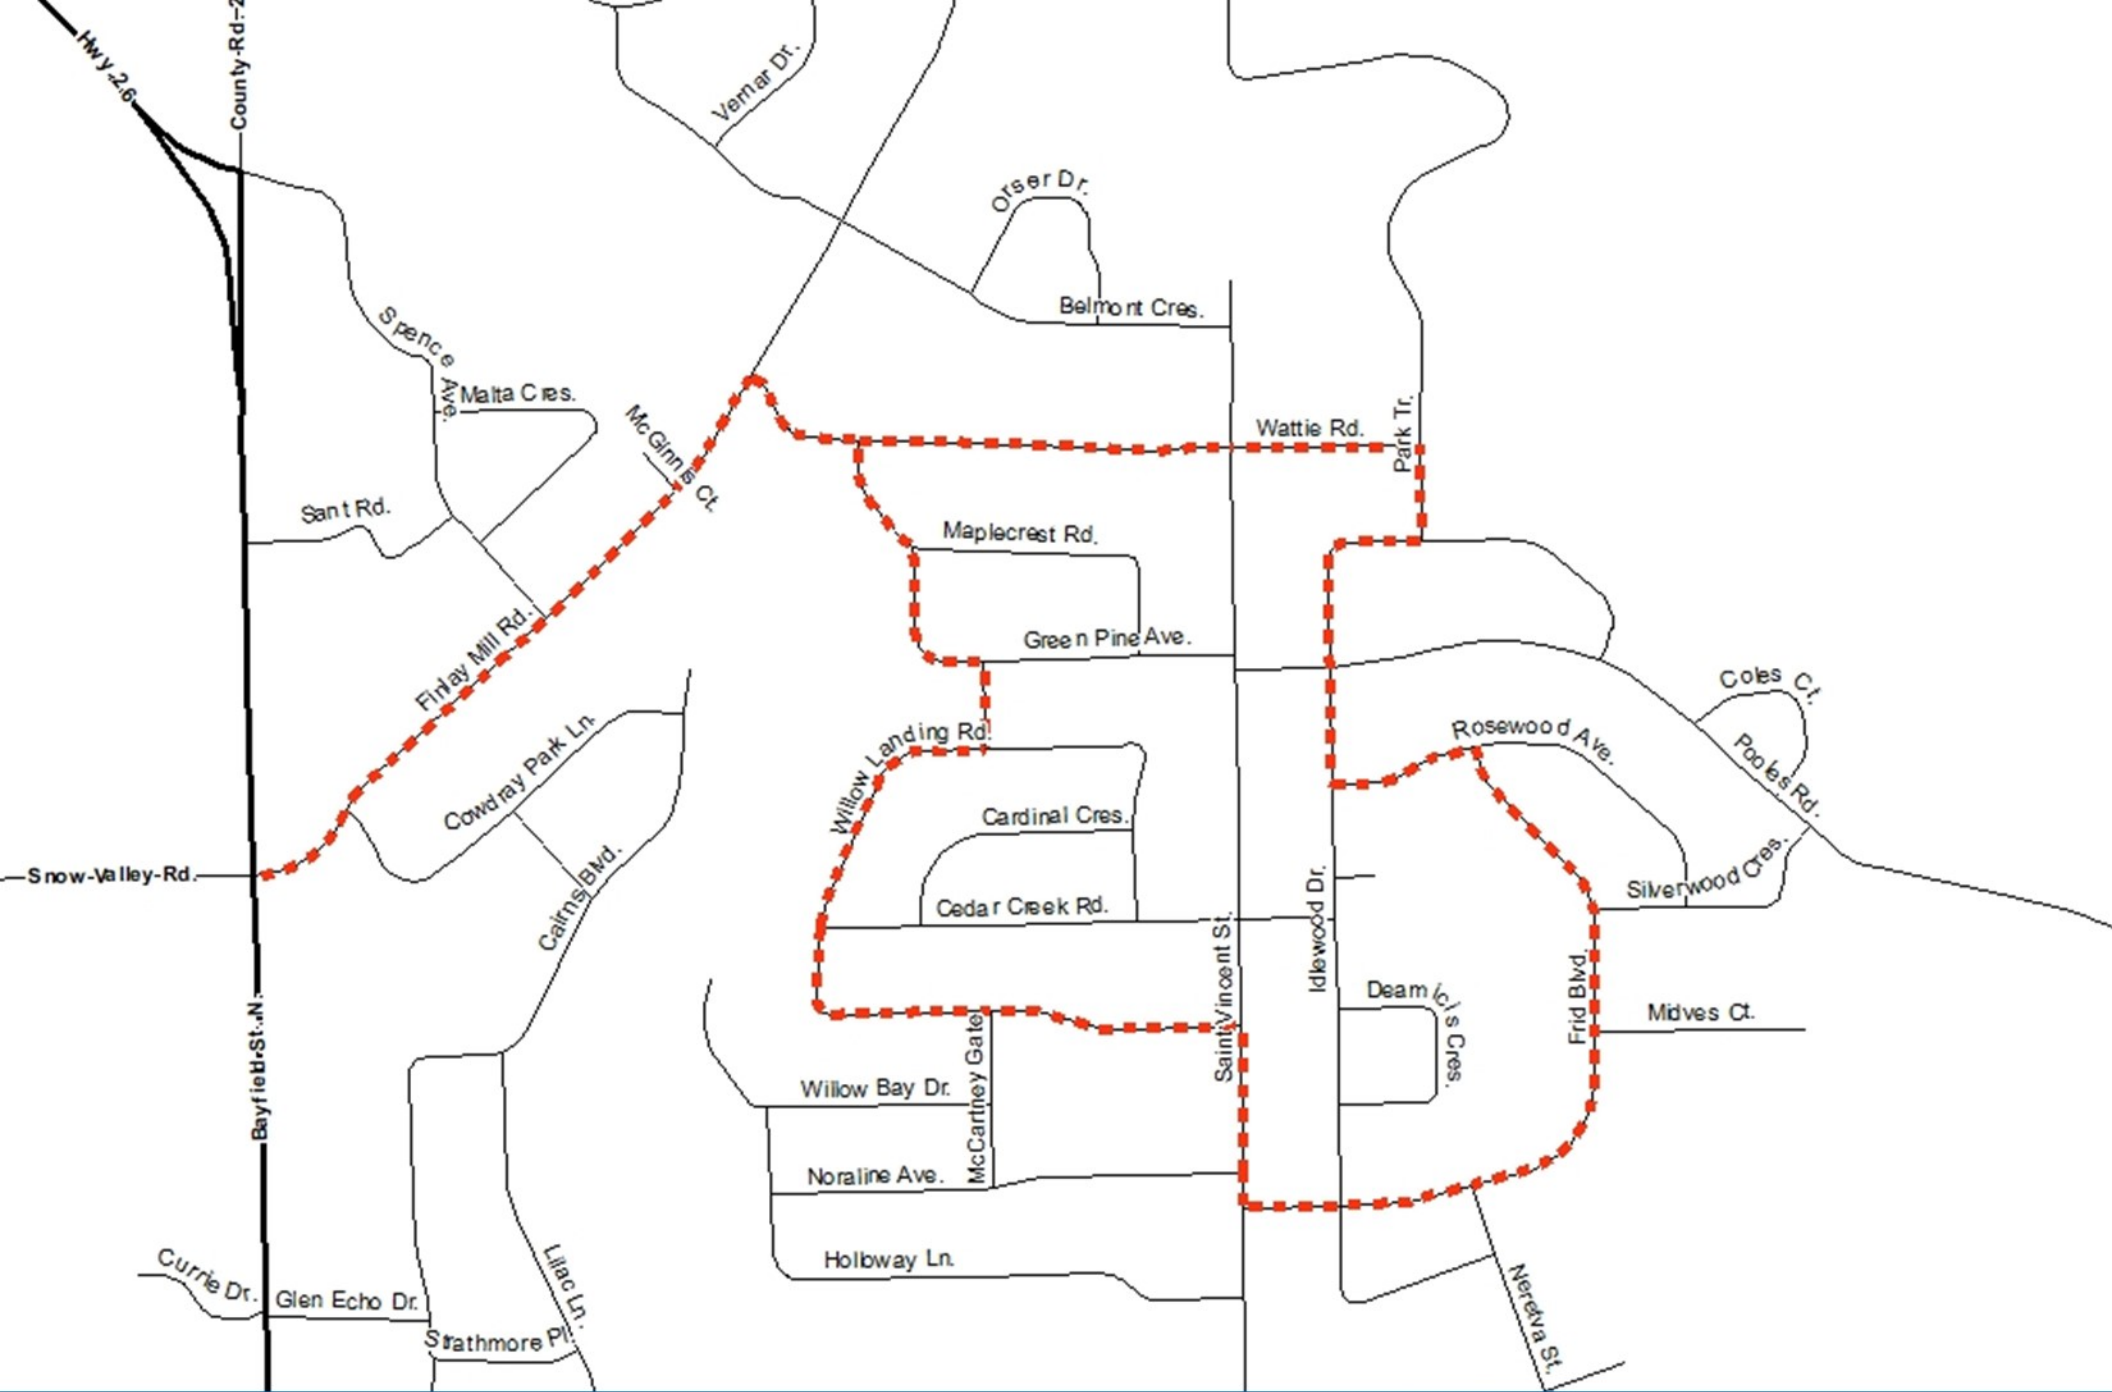 Hwy.26
County-Rd-2
Vernar Dr.
Orser Dr.
Belmont Cres.
Spence Ave.
Malta Cres.
McGinnis Ct.
Wattie Rd.
Park Tr.
Sant Rd.
Maplecrest Rd.
Green Pine Ave.
Finlay Mill Rd.
Coles Ct.
Willow Landing Rd.
Rosewood Ave.
Pooles Rd.
Cowdray Park Ln.
Cardinal Cres.
Snow-Valley-Rd.
Cairns Blvd.
Silverwood Cres.
Cedar Creek Rd.
Idlewood Dr.
Saint Vincent St.
Deamicis Cres.
Frid Blvd.
Midves Ct.
Bayfield-St.-N.
McCartney Gate
Willow Bay Dr.
Noraline Ave.
Holloway Ln.
Currie Dr.
Glen Echo Dr.
Lilac Ln.
Neretva St.
Strathmore Pl.